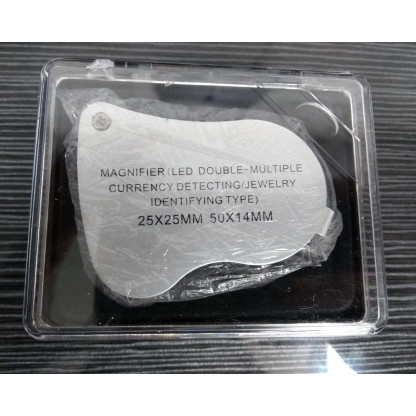 MAGNIFIER(LED DOUBLE-MULTIPLE
CURRENCY DETECTING/JEWELRY
IDENTIFYING TYPE)
25X25MM 50X14MM